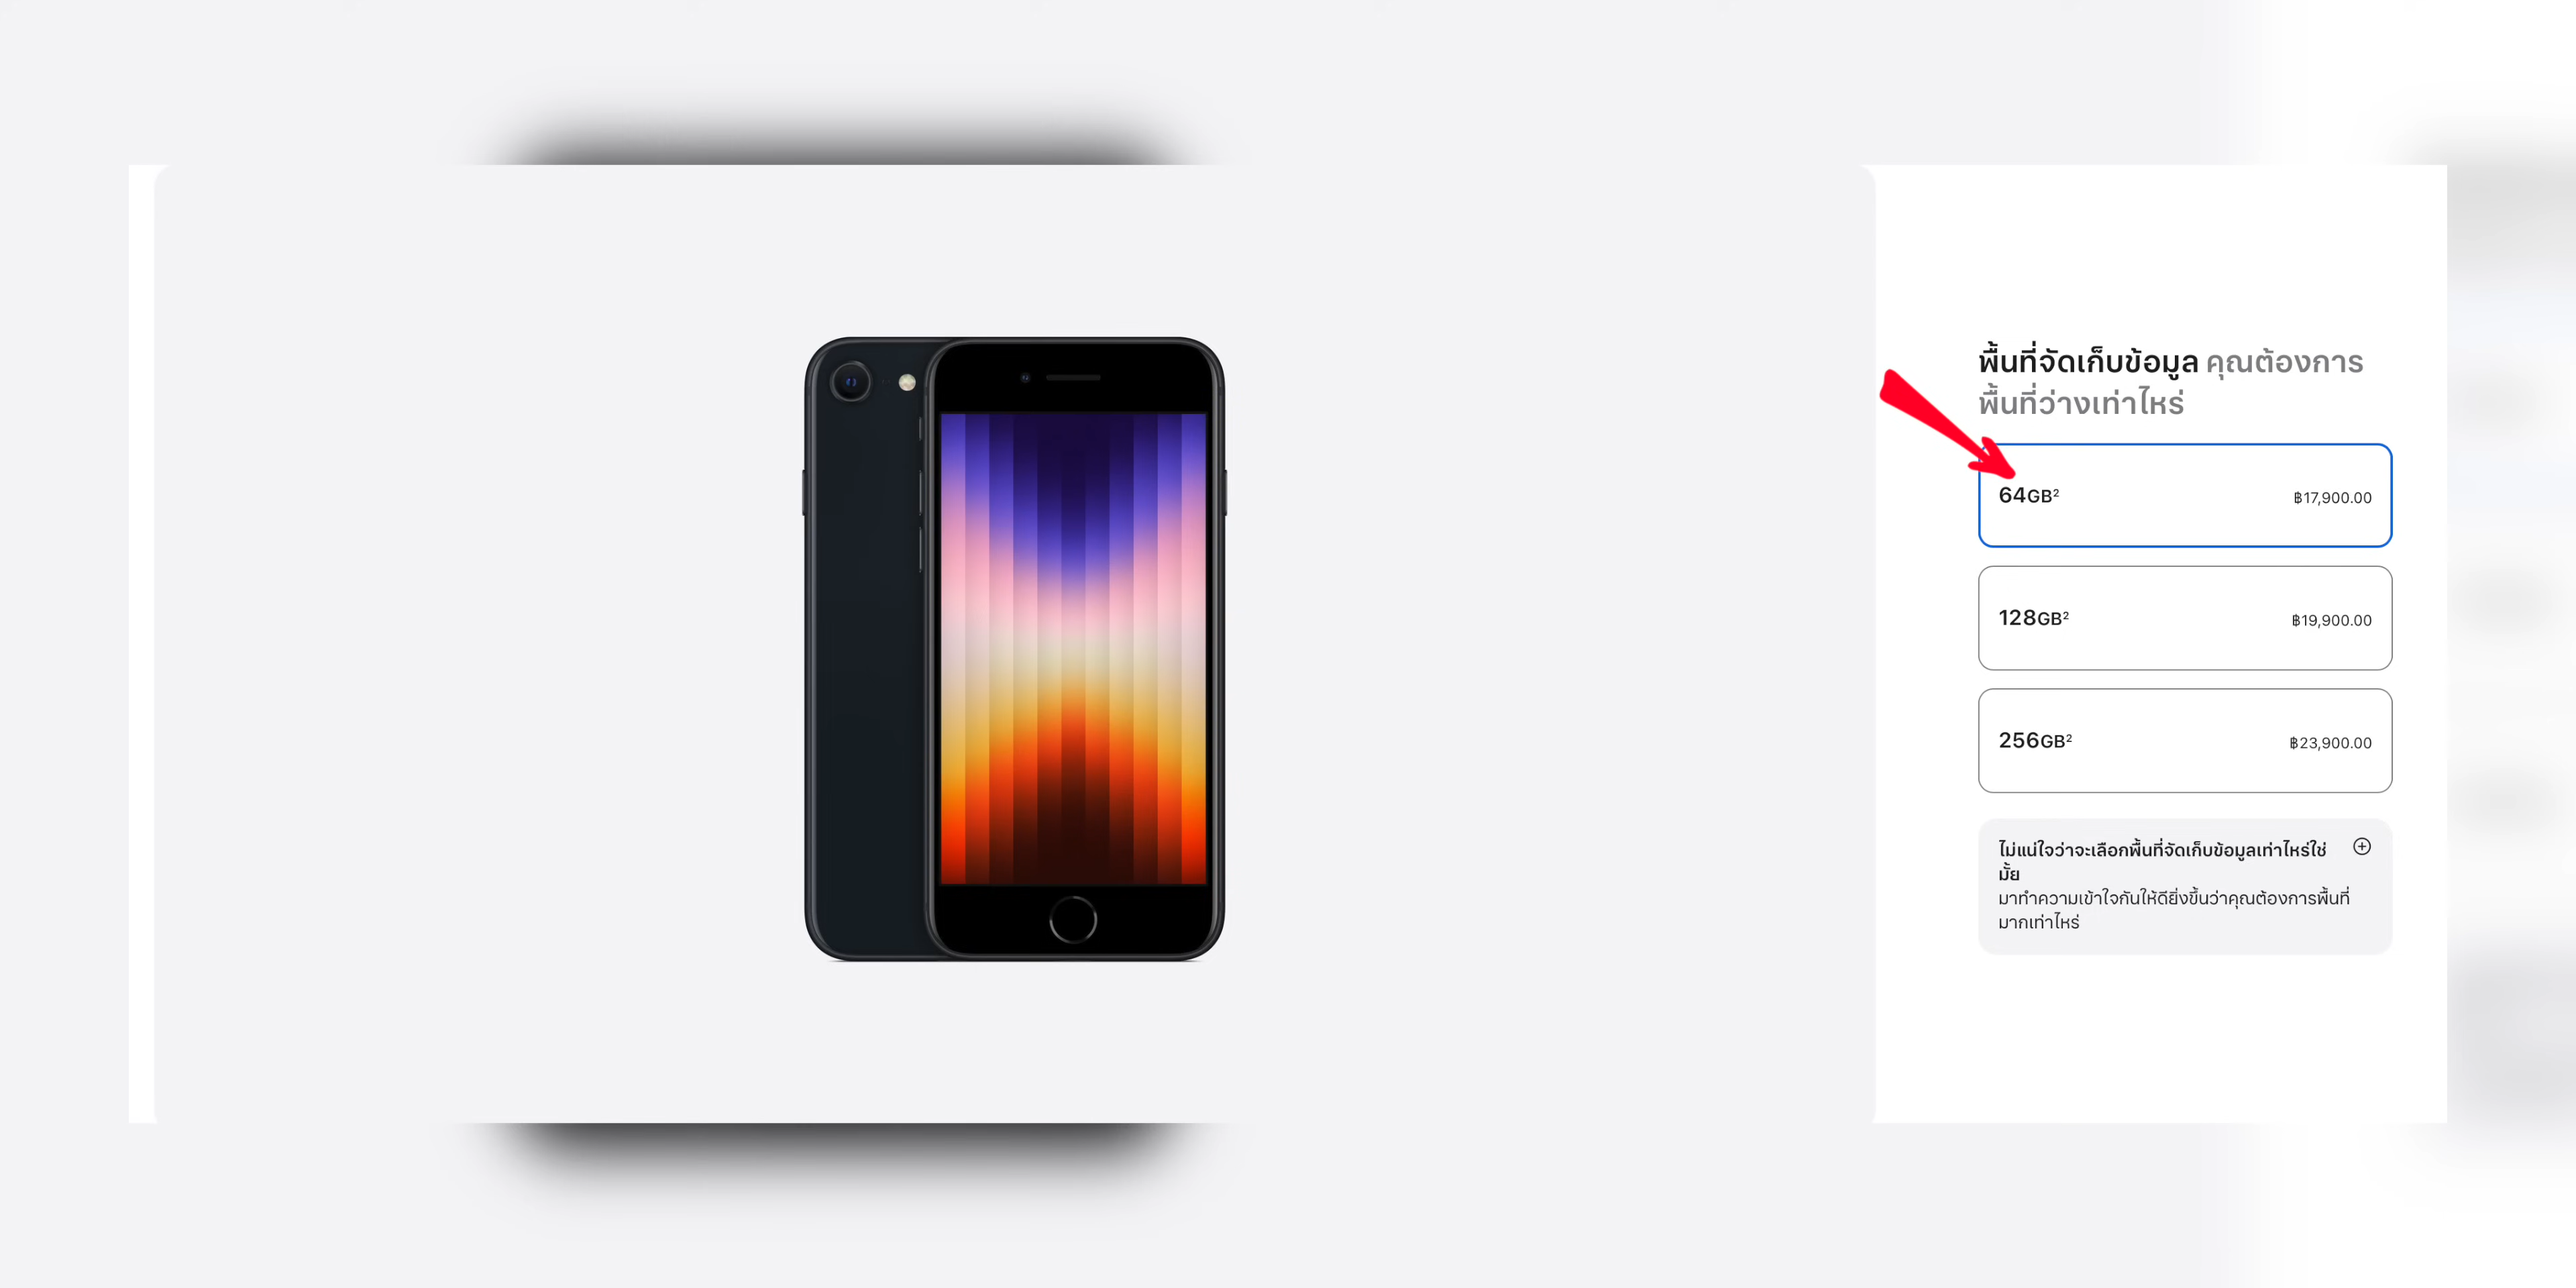 พื้นที่จัดเก็บข้อมูล คุณต้องการ
พื้นที่ว่างเท่าไหร่
64GB² ฿17,900.00
128GB² ฿19,900.00
256GB² ฿23,900.00
ไม่แน่ใจว่าจะเลือกพื้นที่จัดเก็บข้อมูลเท่าไหร่ใช่
มั้ย
มาทำความเข้าใจกันให้ดียิ่งขึ้นว่าคุณต้องการพื้นที่
มากเท่าไหร่